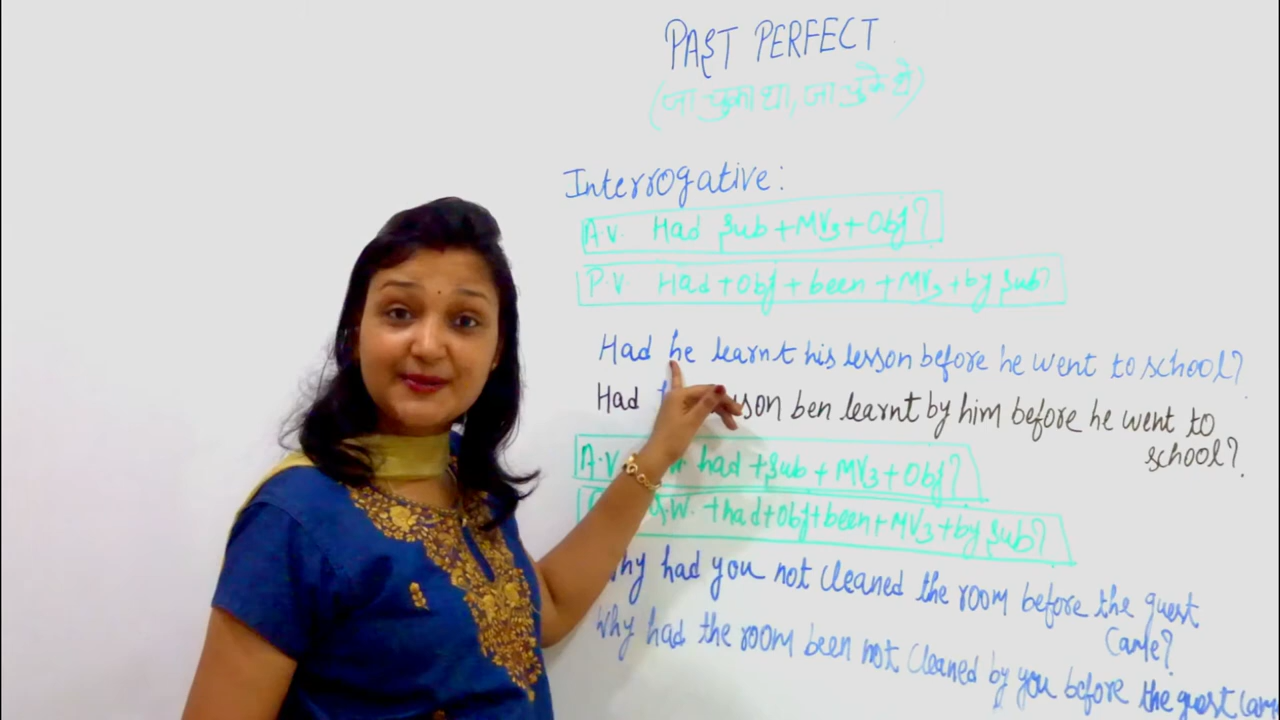 PAST PERFECT
(जा चुका था, जा चुके थे)
Interrogative:
A.V. Had Sub + MV3 + Obj?
P.V. Had + Obj + been + MV3 + by Sub?
Had he learnt his lesson before he went to school?
Had ben learnt by him before he went to
school?
A.V. had + Sub + MV3 + Obj?
Q.W. + had + Obj + been + MV3 + by Sub?
had you not cleaned the room before the guest
came?
Why had the room been not cleaned by you before the guest